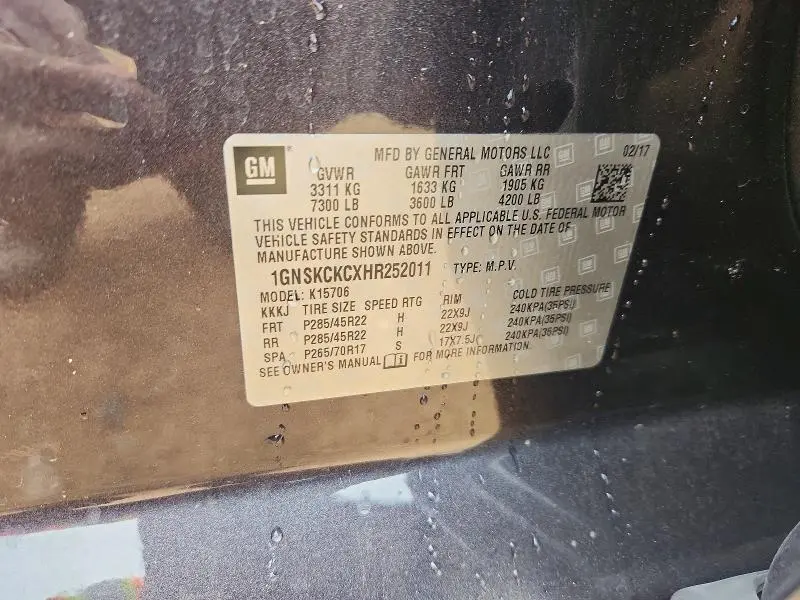 GM
MFD BY GENERAL MOTORS LLC 02/17
GVWR GAWR FRT GAWR RR
3311 KG 1633 KG 1905 KG
7300 LB 3600 LB 4200 LB
THIS VEHICLE CONFORMS TO ALL APPLICABLE U.S. FEDERAL MOTOR
VEHICLE SAFETY STANDARDS IN EFFECT ON THE DATE OF
MANUFACTURE SHOWN ABOVE.
1GNSKCKCXHR252011 TYPE: M.P.V.
MODEL: K15706
KKKJ TIRE SIZE SPEED RTG RIM COLD TIRE PRESSURE
FRT P285/45R22 H 22X9J 240KPA(35PSI)
RR P285/45R22 H 22X9J 240KPA(35PSI)
SPA P265/70R17 S 17X7.5J 240KPA(35PSI)
SEE OWNER'S MANUAL FOR MORE INFORMATION.